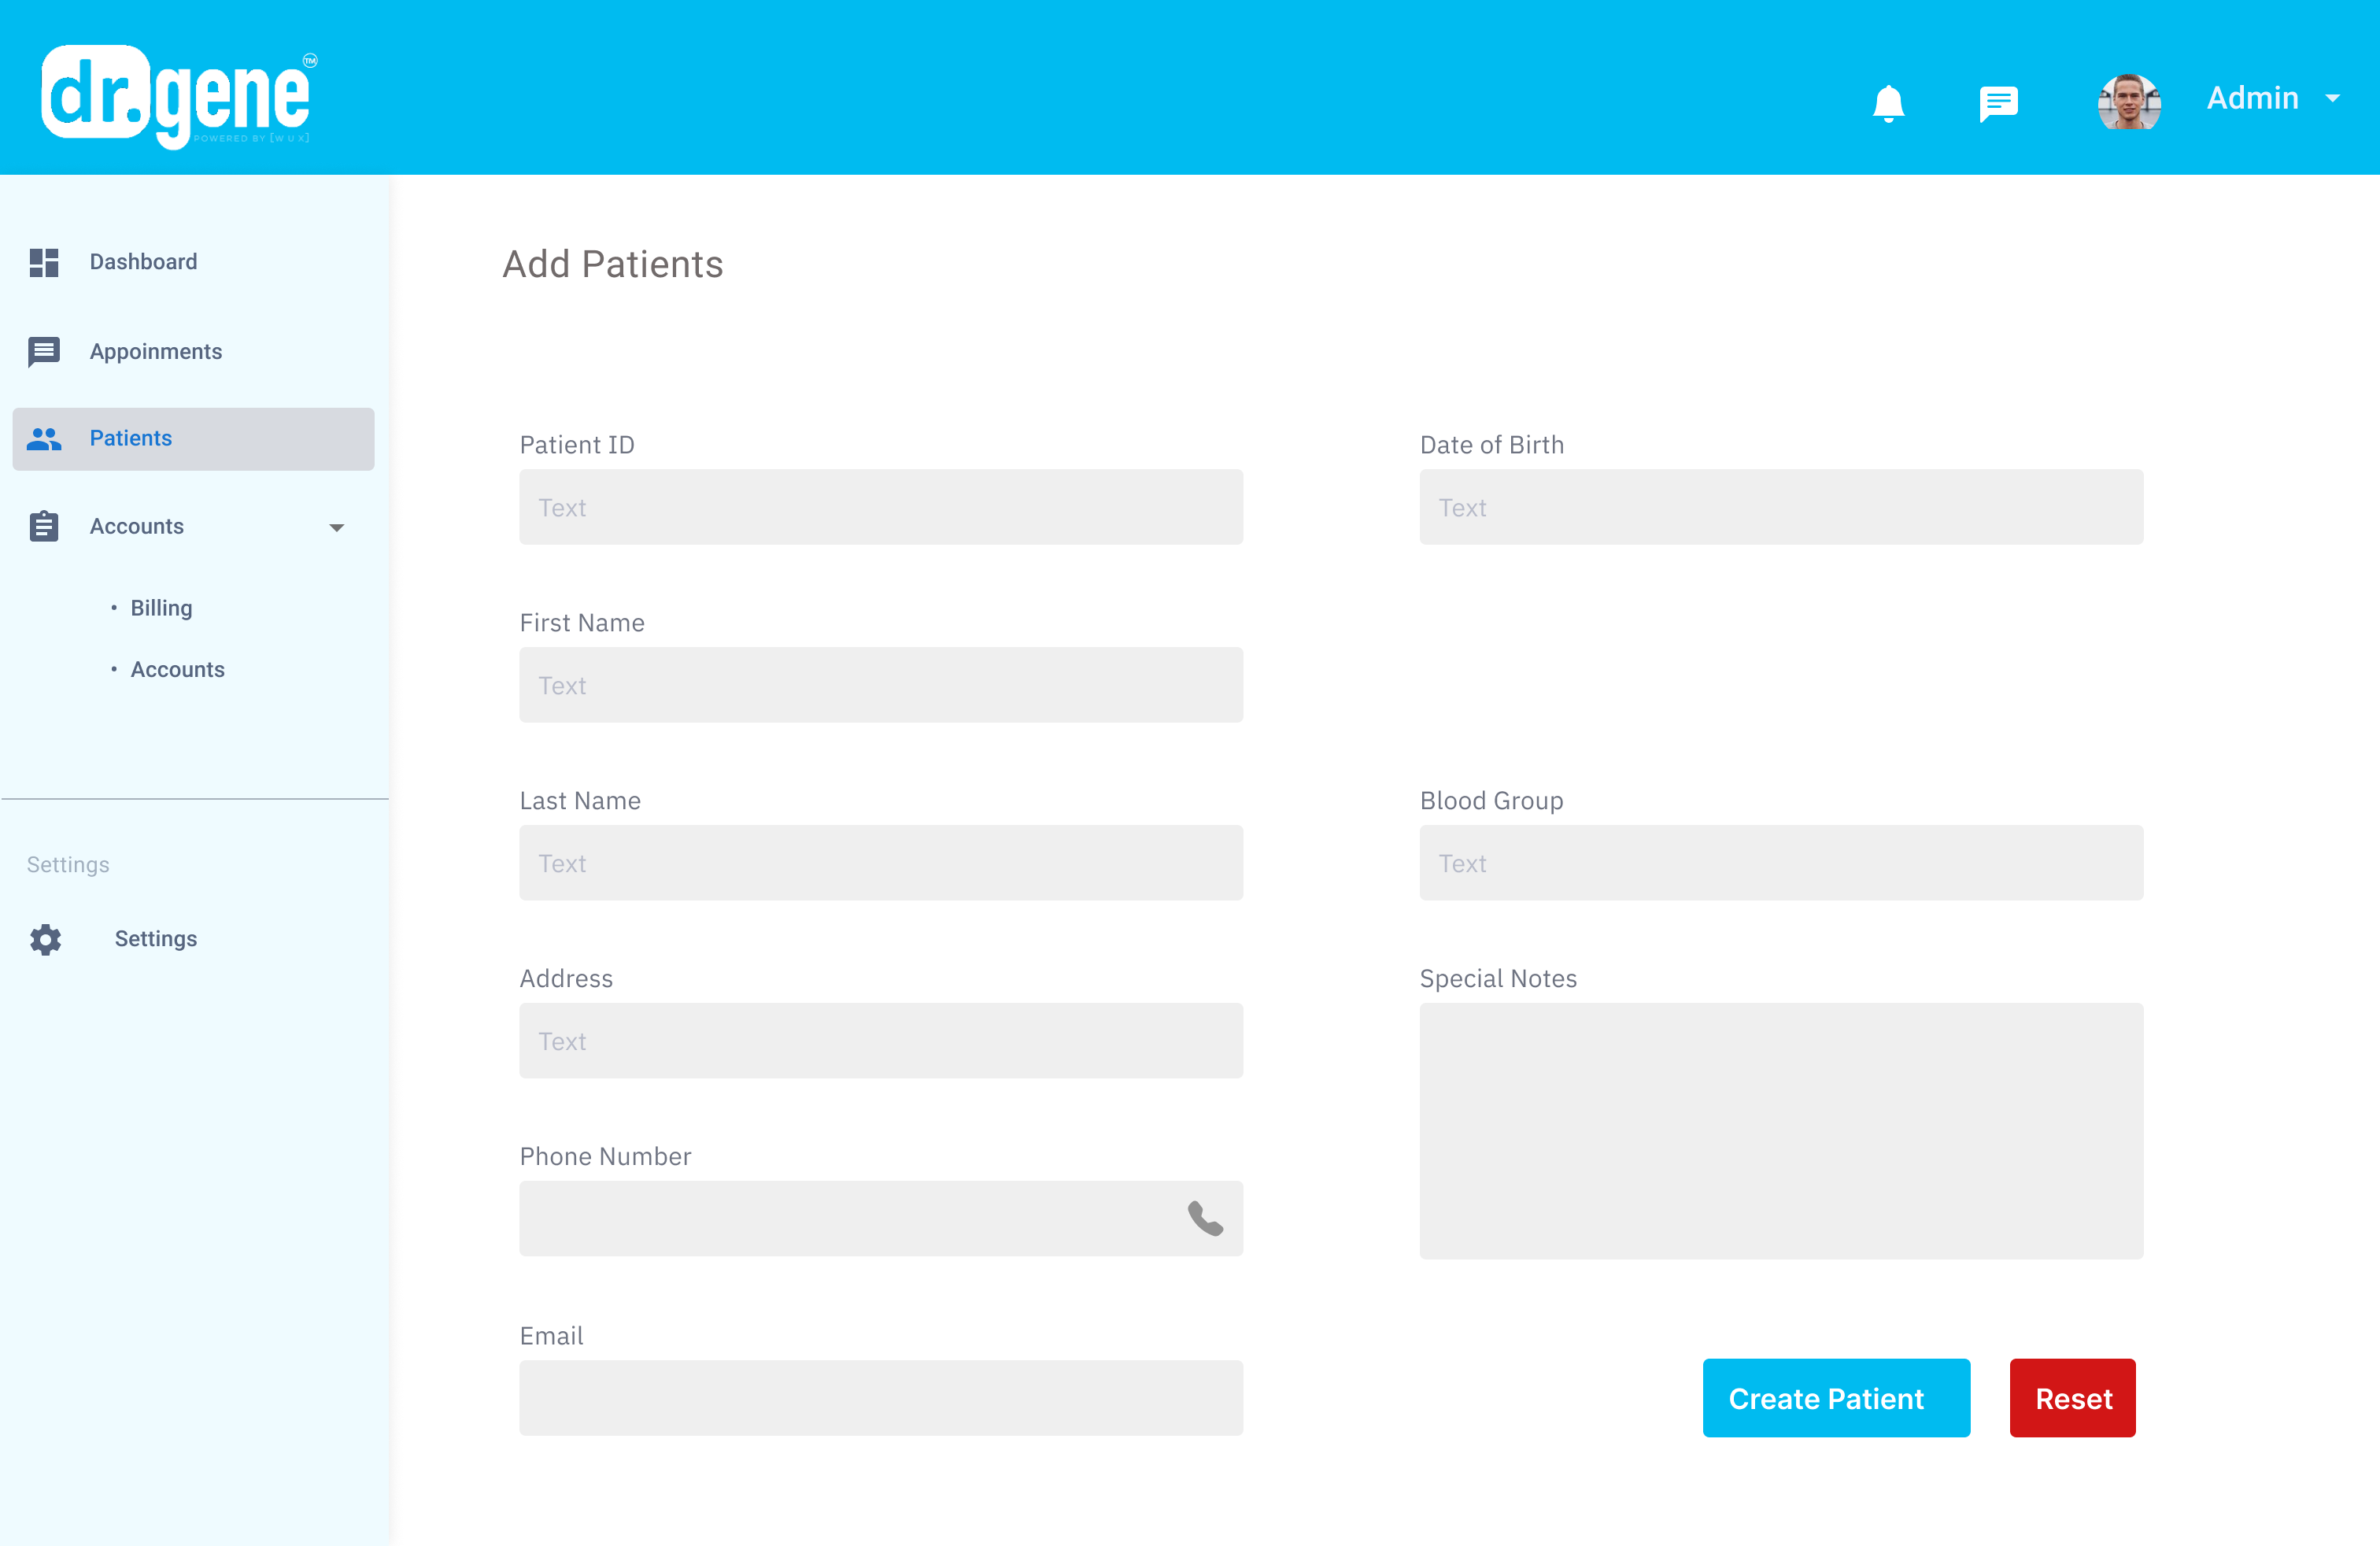 dr.gene TM
POWERED BY [W U X]
Admin
Dashboard
Appoinments
Patients
Accounts
• Billing
• Accounts
Settings
Settings
Add Patients
Patient ID
Text
First Name
Text
Last Name
Text
Address
Text
Phone Number
Email
Date of Birth
Text
Blood Group
Text
Special Notes
Create Patient
Reset